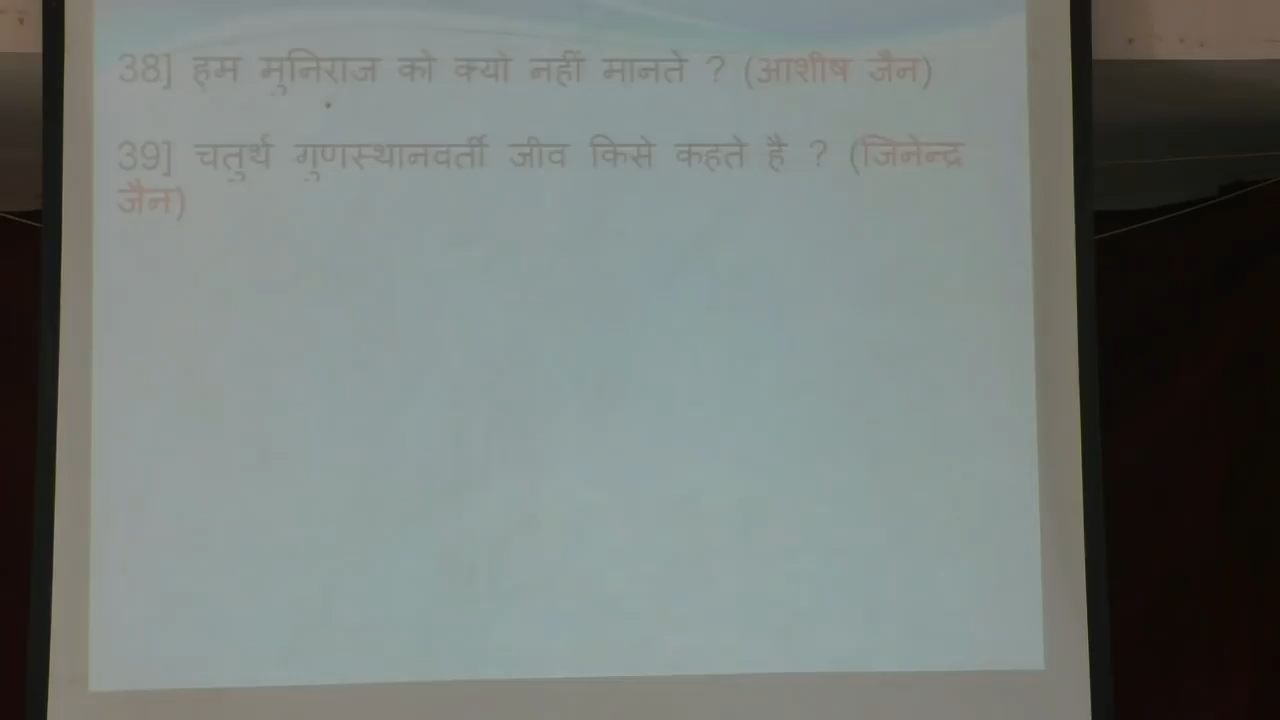 38] हम मुनिराज को क्यो नहीं मानते ? (आशीष जैन)
39] चतुर्थ गुणस्थानवर्ती जीव किसे कहते है ? (जिनेन्द्र
जैन)